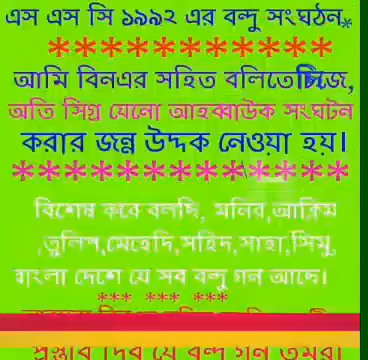 এস এস সি ১৯৯২ এর বন্দু সংঘঠন*
************
আমি বিনএর সহিত বলিতেছিজে,
অতি সিগ্র যেনো আহব্বাউক সংঘটন
করার জন্ন উদ্দক নেওয়া হয়।
**************
বিশেষ কবে বলছি, মনির,আক্রিম
,তুলিপ,মেহেদি,সহিদ,সাহা,সিমু,
বাংলা দেশে যে সব বন্দু গন আছে।
*** *** ***
প্রস্তাব দিব যে বন্দু গন তমরা